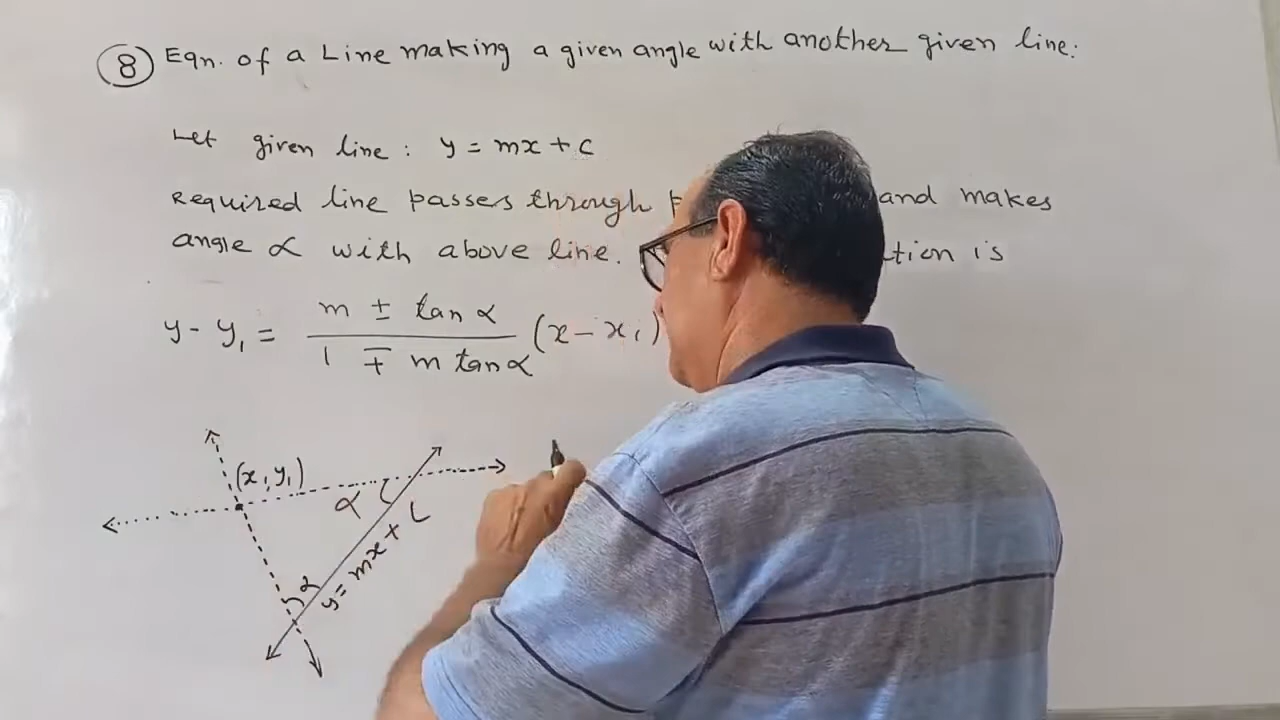 8 Eqn. of a Line making a given angle with another given line:
Let given line: y = mx + c
Required line passes through and makes
angle α with above line. is
y - y₁ = (m ± tan α)/(1 ∓ m tan α) (x - x₁)
(x₁ y₁)
α
y = mx + c
α